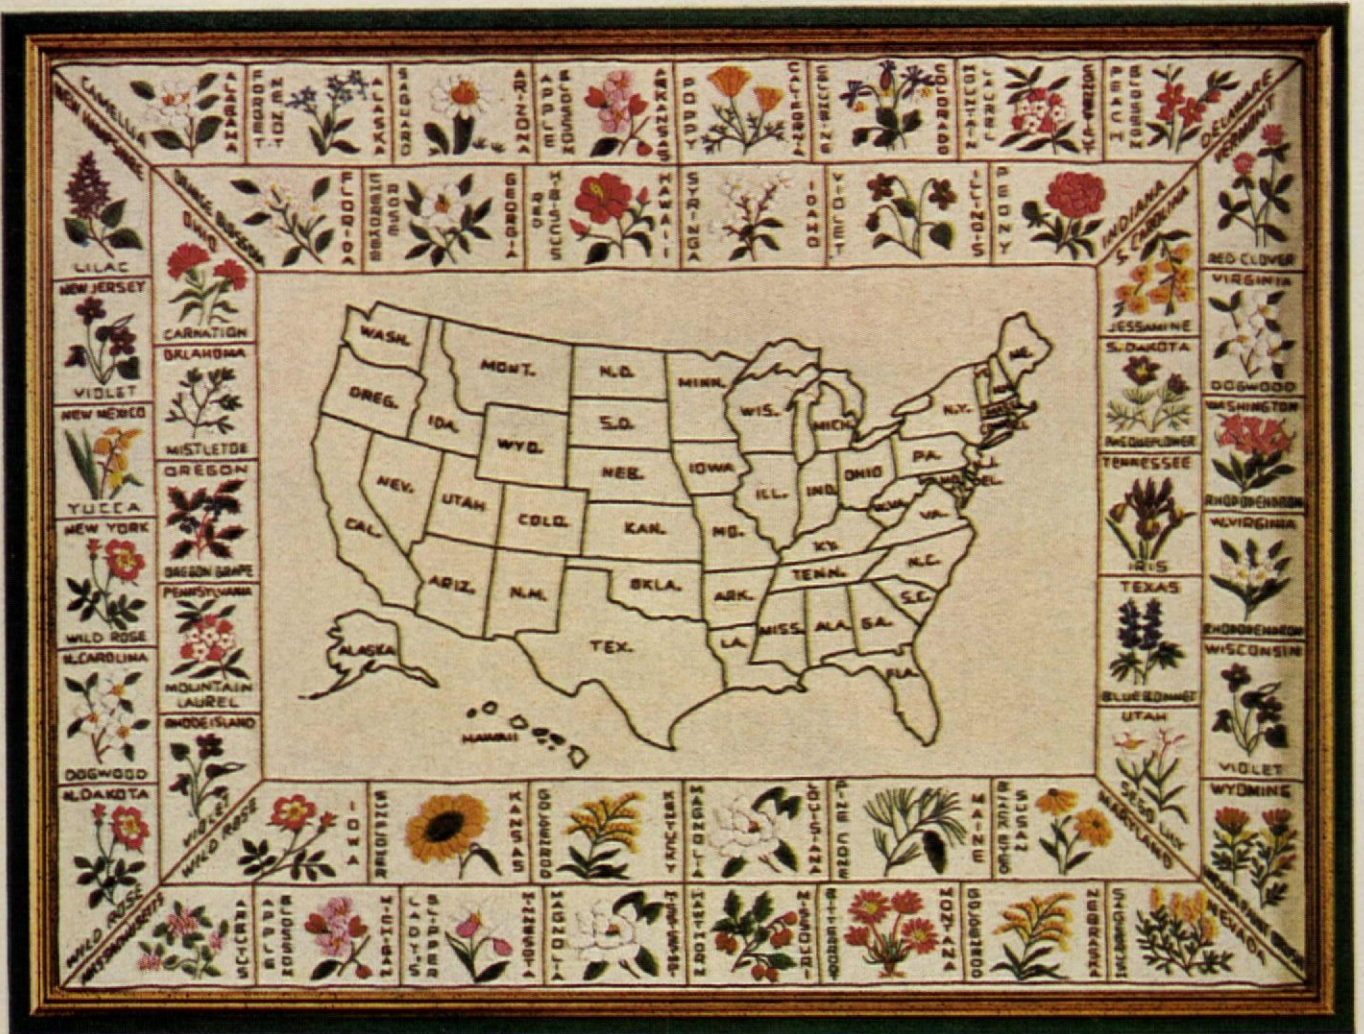 CAMELLIA
ALABAMA
FORGET
ME NOT
ALASKA
SAGUARO
ARIZONA
APPLE
BLOSSOM
ARKANSAS
POPPY
CALIFORNIA
COLORADO
MOUNTAIN
LAUREL
PEACH
BLOSSOM
DELAWARE
ORANGE BLOSSOM
FLORIDA
CHEROKEE
ROSE
GEORGIA
RED
HIBISCUS
HAWAII
SYRINGA
IDAHO
VIOLET
ILLINOIS
PEONY
INDIANA
NEW HAMPSHIRE
LILAC
NEW JERSEY
VIOLET
NEW MEXICO
YUCCA
NEW YORK
WILD ROSE
N.CAROLINA
DOGWOOD
N.DAKOTA
WILD ROSE
OHIO
CARNATION
OKLAHOMA
MISTLETOE
OREGON
OREGON GRAPE
PENNSYLVANIA
MOUNTAIN
LAUREL
RHODE ISLAND
VIOLET
WASH.
OREG.
CAL.
IDA.
NEV.
MONT.
WYO.
UTAH
COLO.
ARIZ.
N.M.
N.D.
S.D.
NEB.
KAN.
OKLA.
TEX.
MINN.
IOWA
MO.
ARK.
LA.
WIS.
ILL.
MICH.
IND.
OHIO
KY.
TENN.
MISS.
ALA.
GA.
FLA.
S.C.
N.C.
VA.
W.VA.
PA.
N.Y.
ME.
N.J.
DEL.
MD.
ALASKA
HAWAII
S. CAROLINA
JESSAMINE
S. DAKOTA
TENNESSEE
IRIS
TEXAS
BLUEBONNET
UTAH
SEGO LILY
VERMONT
RED CLOVER
VIRGINIA
DOGWOOD
WASHINGTON
RHODODENDRON
W.VIRGINIA
RHODODENDRON
WISCONSIN
VIOLET
WYOMING
WILD ROSE
IOWA
SUNFLOWER
KANSAS
GOLDENROD
KENTUCKY
MAGNOLIA
LOUISIANA
PINE CONE
MAINE
BLACKEYED
SUSAN
MARYLAND
MASSACHUSETTS
ARBUTUS
APPLE
BLOSSOM
MICHIGAN
LADY'S
SLIPPER
MINNESOTA
MAGNOLIA
HAWTHORN
MISSOURI
BITTERROOT
MONTANA
GOLDENROD
NEBRASKA
SAGEBRUSH
NEVADA